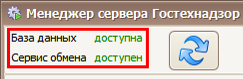 Менеджер сервера Гостехнадзор
База данных доступна
Сервис обмена доступен